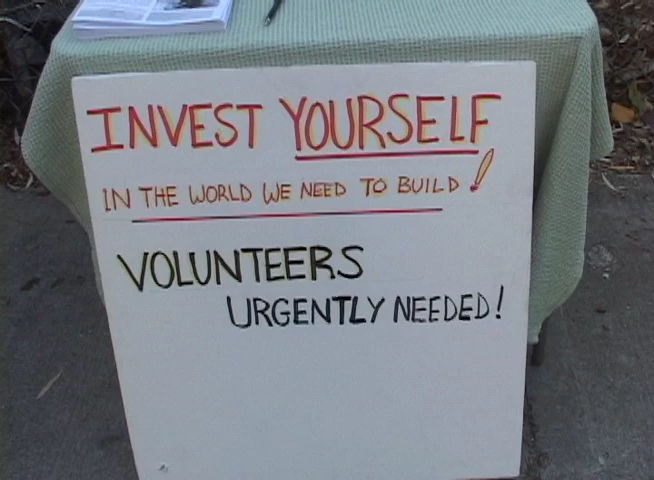 INVEST YOURSELF
IN THE WORLD WE NEED TO BUILD!
VOLUNTEERS
URGENTLY NEEDED!